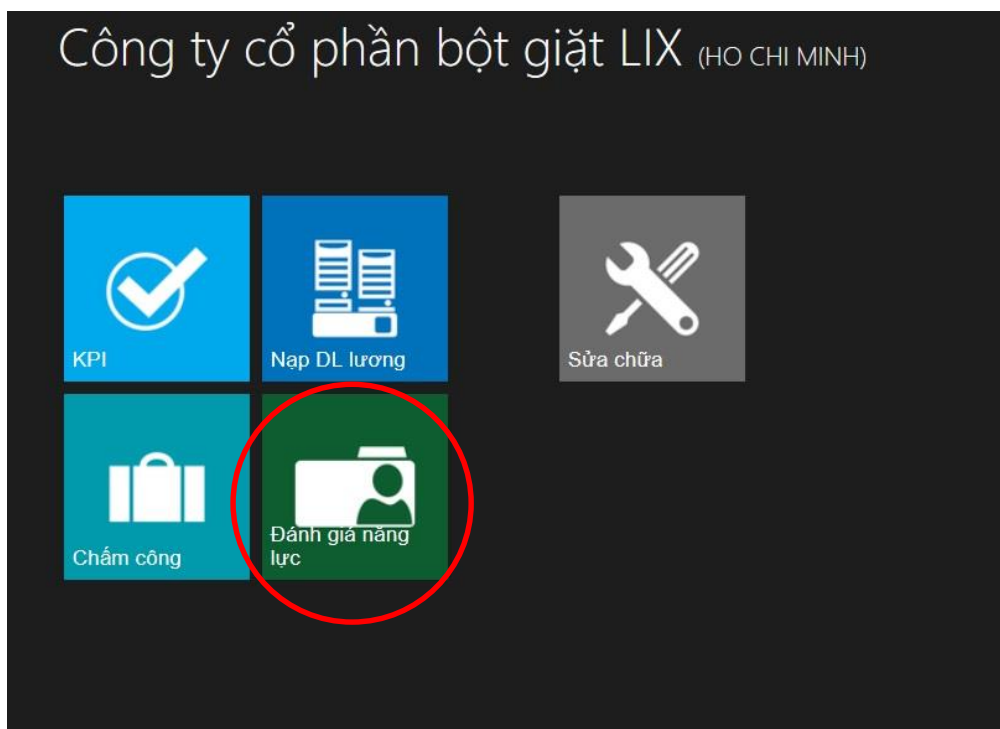 Công ty cổ phần bột giặt LIX (HO CHI MINH)
KPI
Nạp DL lương
Sửa chữa
Chấm công
Đánh giá năng
lực